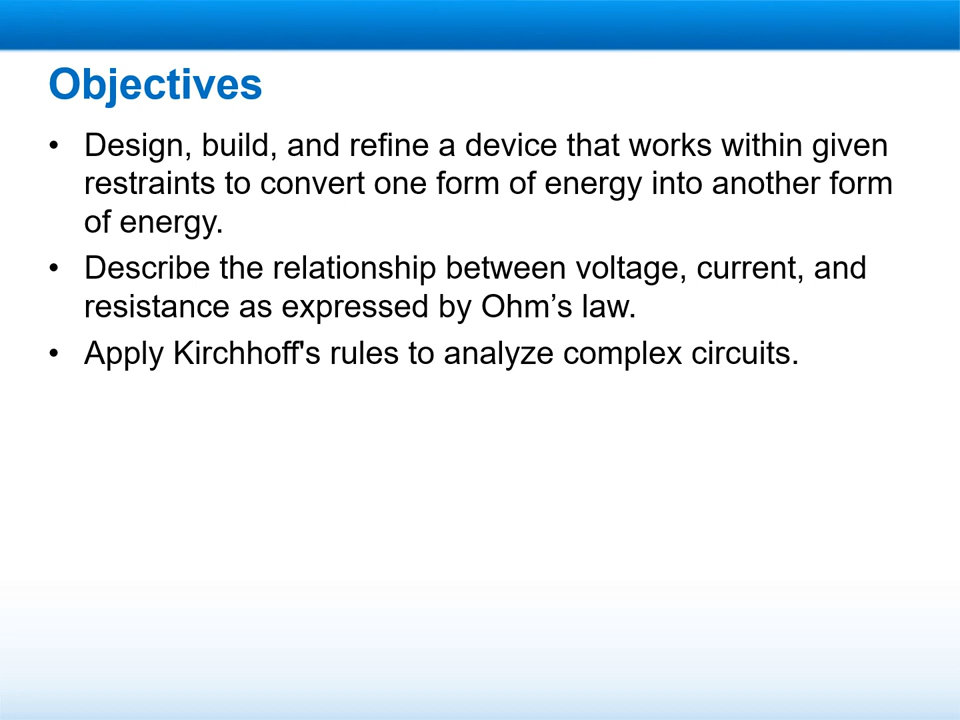 Objectives
• Design, build, and refine a device that works within given
restraints to convert one form of energy into another form
of energy.
• Describe the relationship between voltage, current, and
resistance as expressed by Ohm’s law.
• Apply Kirchhoff's rules to analyze complex circuits.